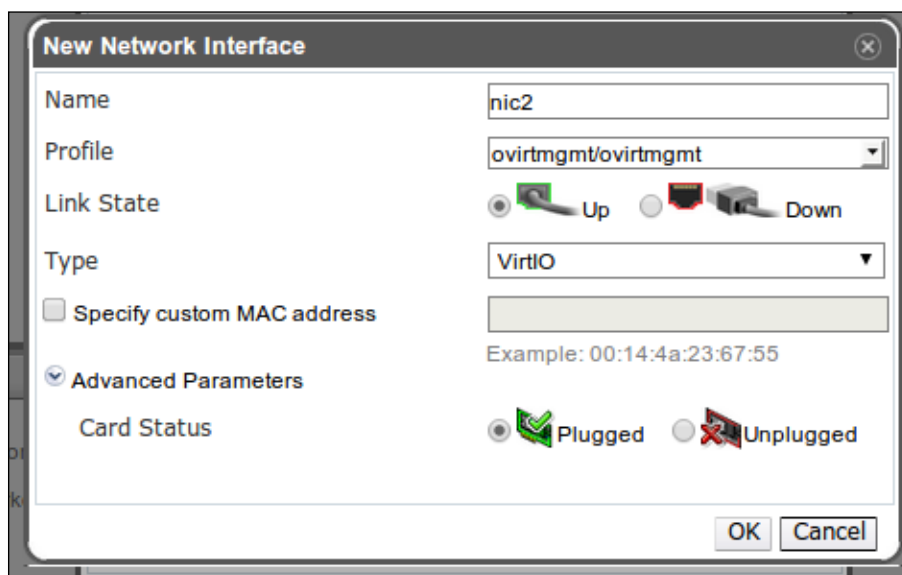 New Network Interface
Name
nic2
Profile
ovirtmgmt/ovirtmgmt
Link State
Up
Down
Type
VirtIO
Specify custom MAC address
Example: 00:14:4a:23:67:55
Advanced Parameters
Card Status
Plugged
Unplugged
OK
Cancel